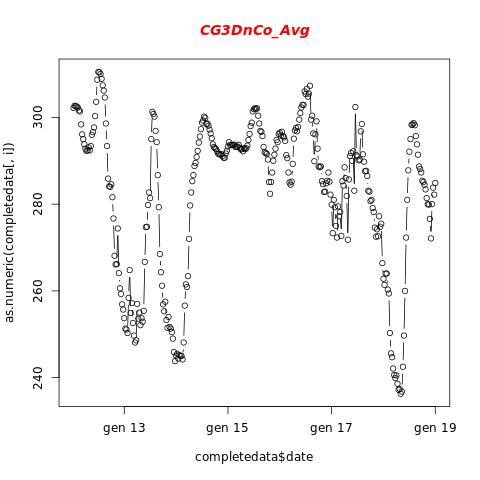 CG3DnCo_Avg
as.numeric(completedata[, i])
300
280
260
240
gen 13
gen 15
gen 17
gen 19
completedata$date